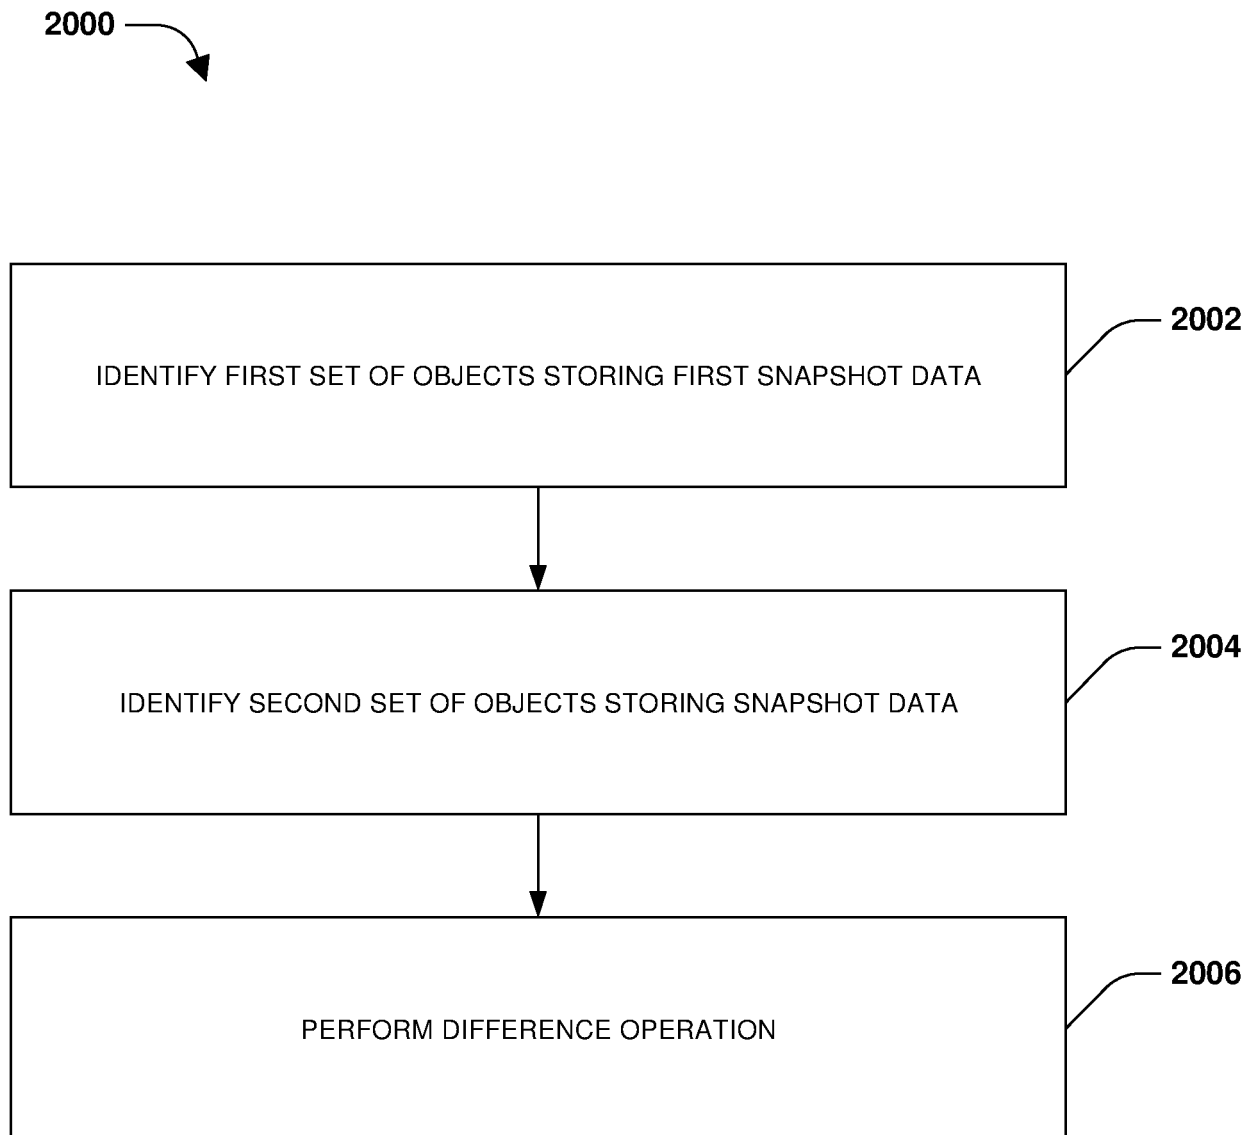 2000
2002
IDENTIFY FIRST SET OF OBJECTS STORING FIRST SNAPSHOT DATA
2004
IDENTIFY SECOND SET OF OBJECTS STORING SNAPSHOT DATA
2006
PERFORM DIFFERENCE OPERATION